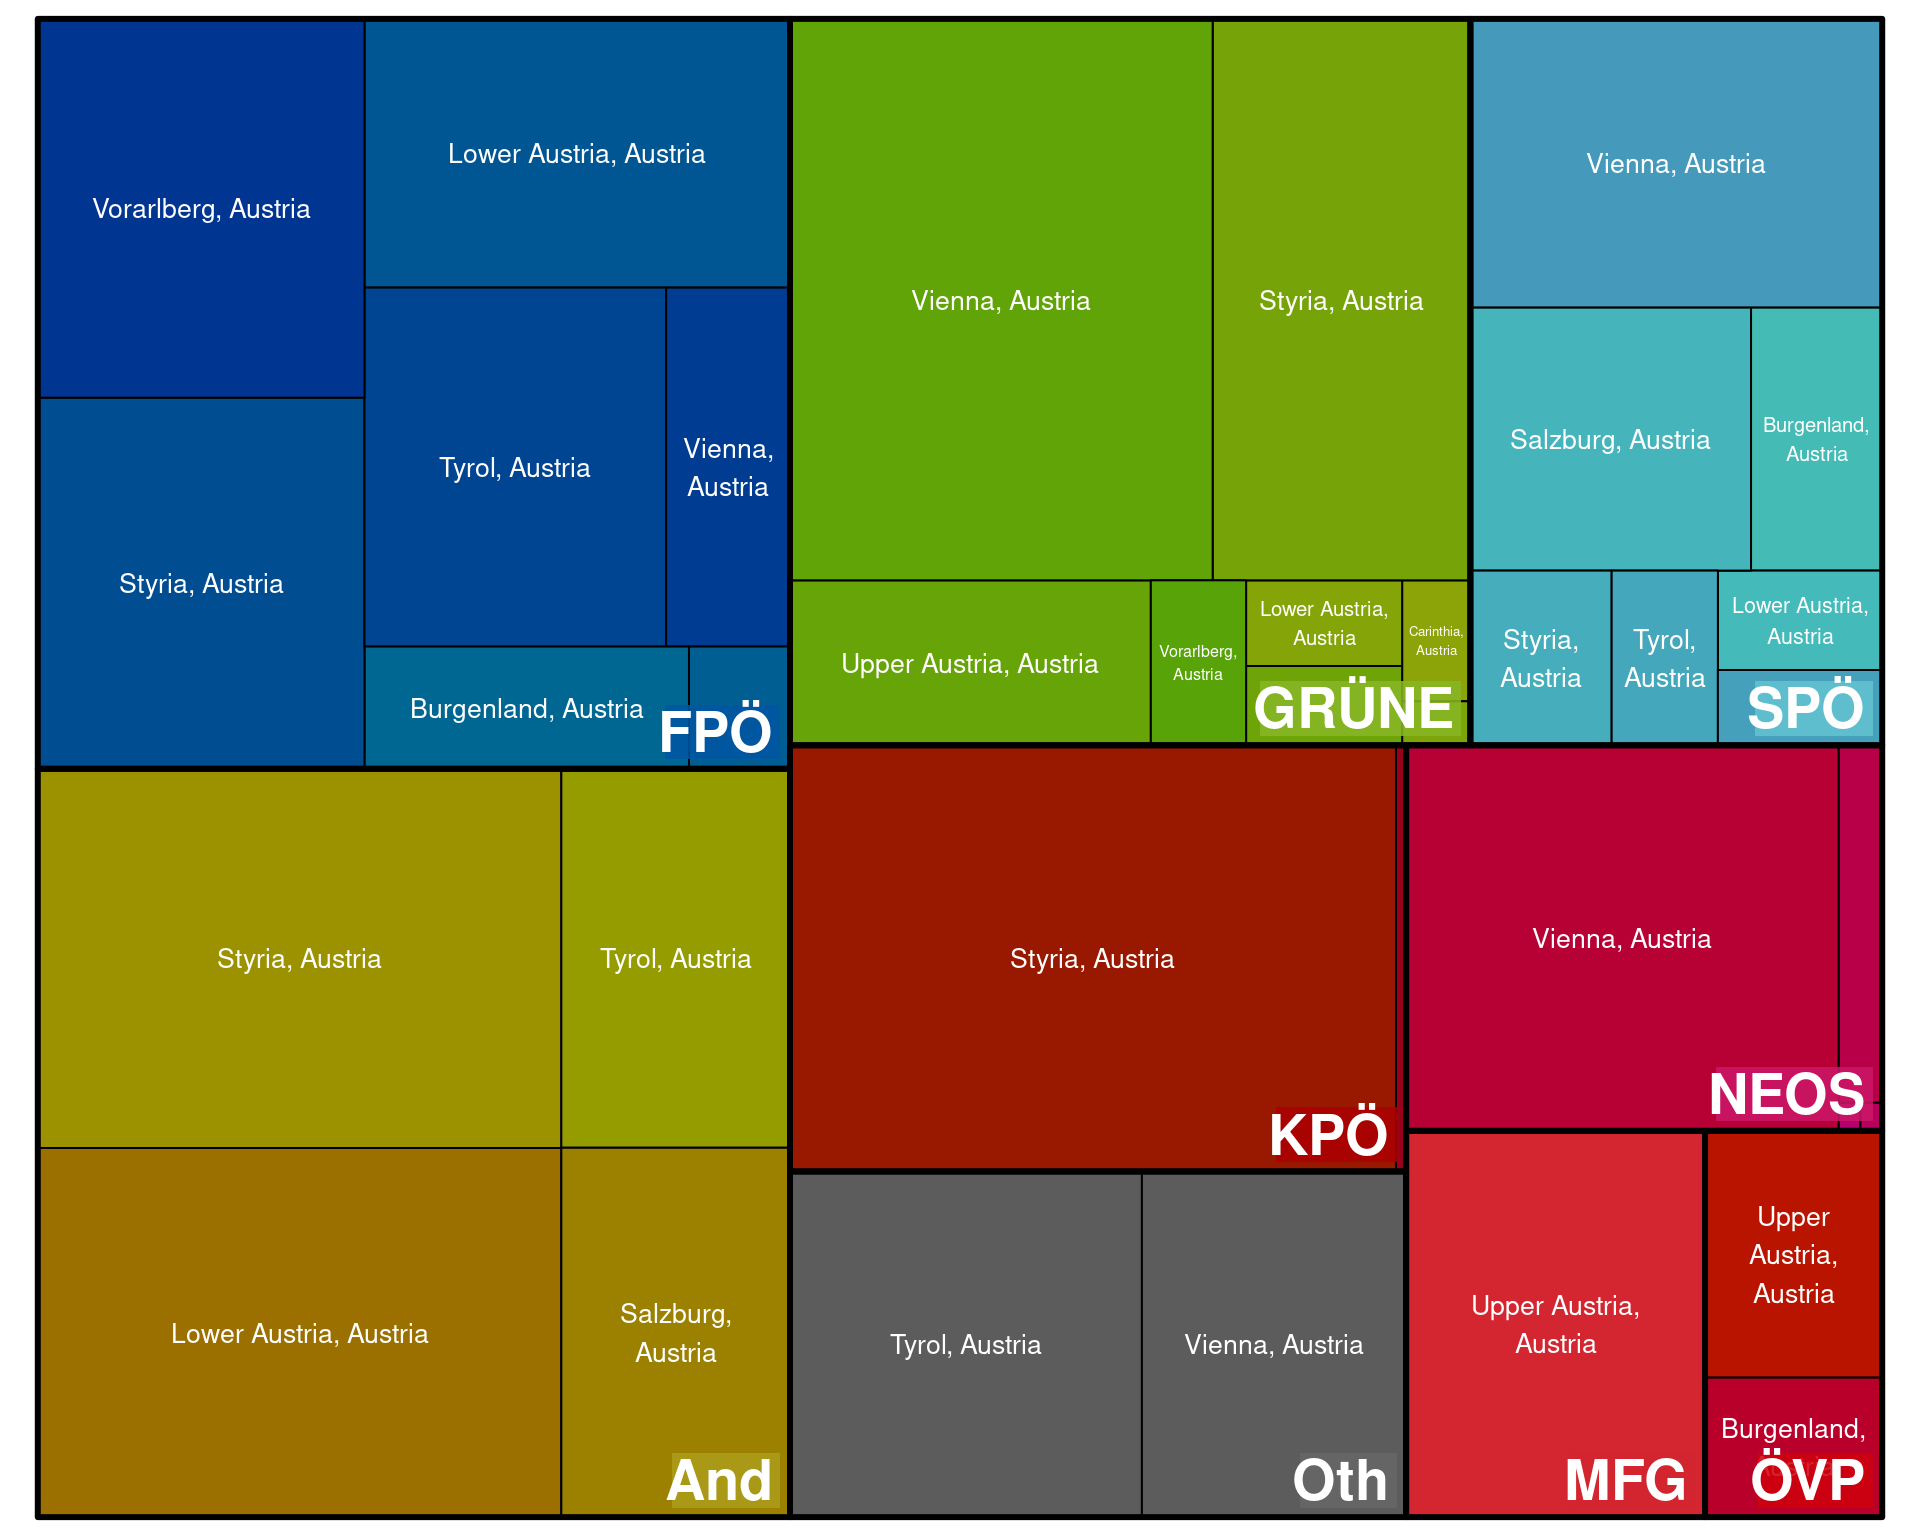 Vorarlberg, Austria
Lower Austria, Austria
Styria, Austria
Tyrol, Austria
Vienna,
Austria
Burgenland, Austria
FPÖ
Vienna, Austria
Styria, Austria
Upper Austria, Austria
Vorarlberg,
Austria
Lower Austria,
Austria
Carinthia,
Austria
GRÜNE
Vienna, Austria
Salzburg, Austria
Burgenland,
Austria
Styria,
Austria
Tyrol,
Austria
Lower Austria,
Austria
SPÖ
Styria, Austria
Tyrol, Austria
Lower Austria, Austria
Salzburg,
Austria
And
Styria, Austria
KPÖ
Vienna, Austria
NEOS
Tyrol, Austria
Vienna, Austria
Oth
Upper Austria,
Austria
MFG
Upper
Austria,
Austria
Burgenland,
ÖVP